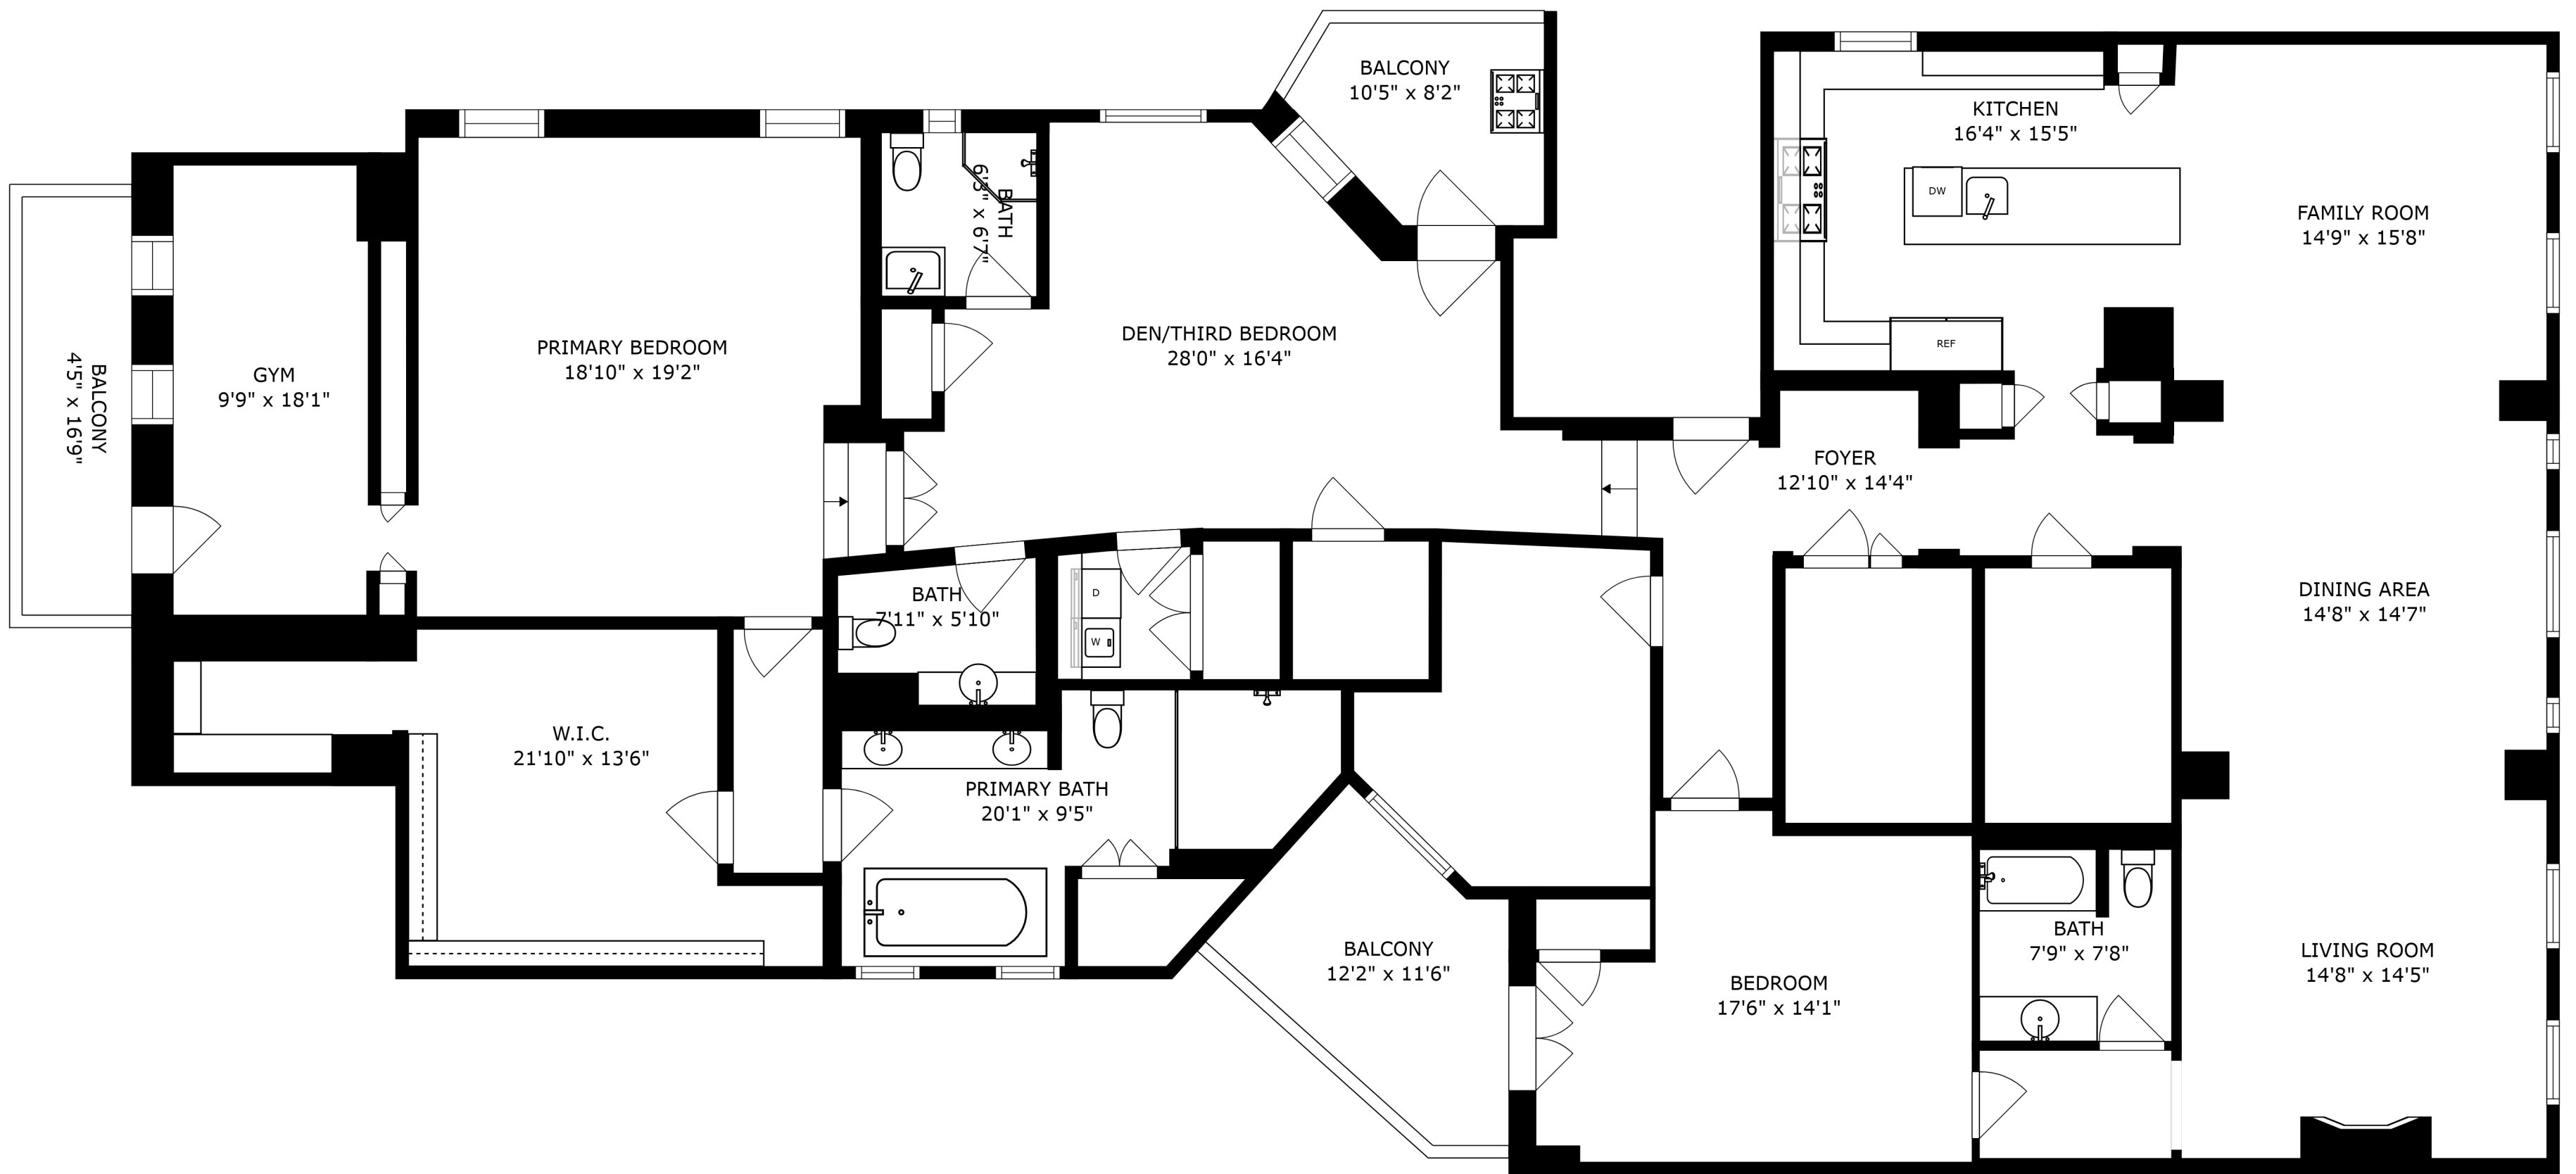 BALCONY
10'5" x 8'2"
KITCHEN
16'4" x 15'5"
DW
FAMILY ROOM
14'9" x 15'8"
BATH
6'3" x 6'7"
PRIMARY BEDROOM
18'10" x 19'2"
DEN/THIRD BEDROOM
28'0" x 16'4"
REF
GYM
9'9" x 18'1"
BALCONY
4'5" x 16'9"
FOYER
12'10" x 14'4"
BATH
7'11" x 5'10"
D
W
DINING AREA
14'8" x 14'7"
W.I.C.
21'10" x 13'6"
PRIMARY BATH
20'1" x 9'5"
BALCONY
12'2" x 11'6"
BEDROOM
17'6" x 14'1"
BATH
7'9" x 7'8"
LIVING ROOM
14'8" x 14'5"